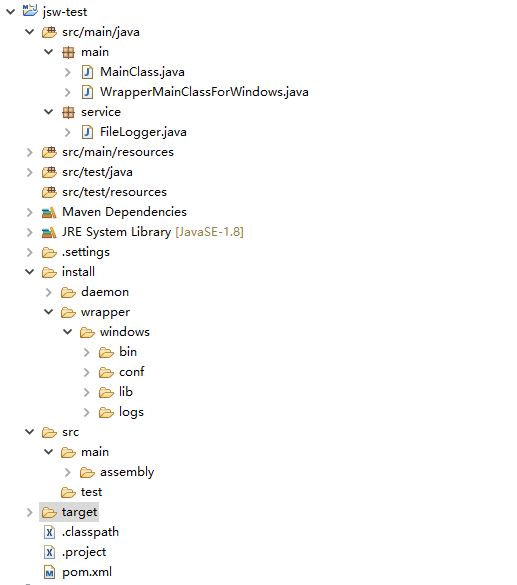 jsw-test
src/main/java
main
MainClass.java
WrapperMainClassForWindows.java
service
FileLogger.java
src/main/resources
src/test/java
src/test/resources
Maven Dependencies
JRE System Library [JavaSE-1.8]
.settings
install
daemon
wrapper
windows
bin
conf
lib
logs
src
main
assembly
test
target
.classpath
.project
pom.xml